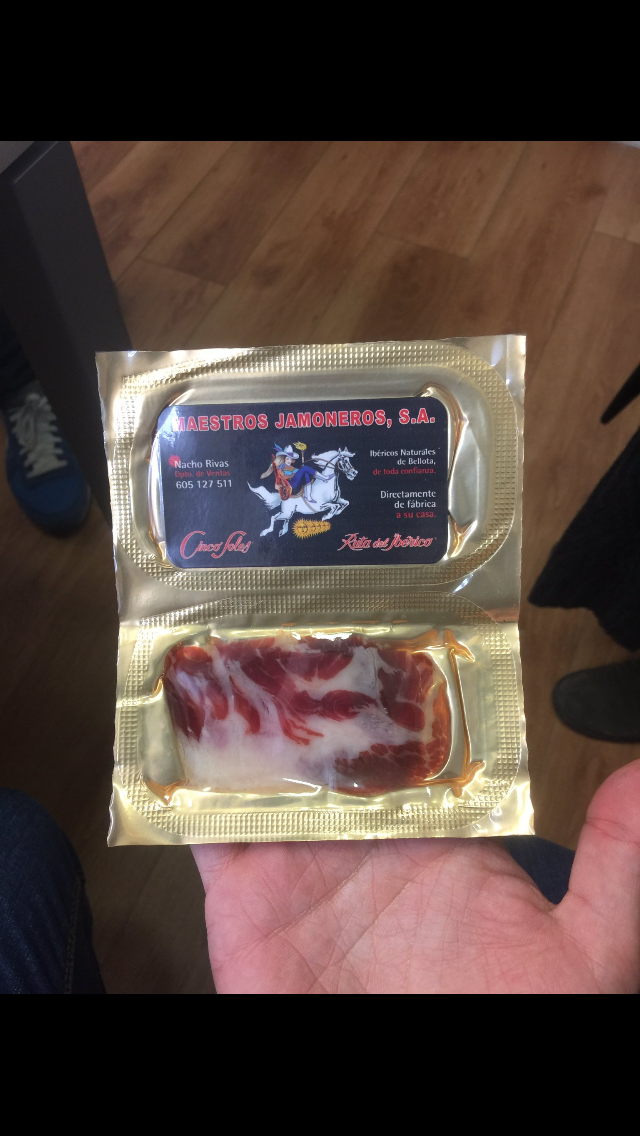 MAESTROS JAMONEROS, S.A.
Nacho Rivas
Dpto. de Ventas
605 127 511
Ibéricos Naturales
de Bellota,
de toda confianza.
Directamente
de fábrica
a su casa.
Cinco Soles
Ruta del Ibérico